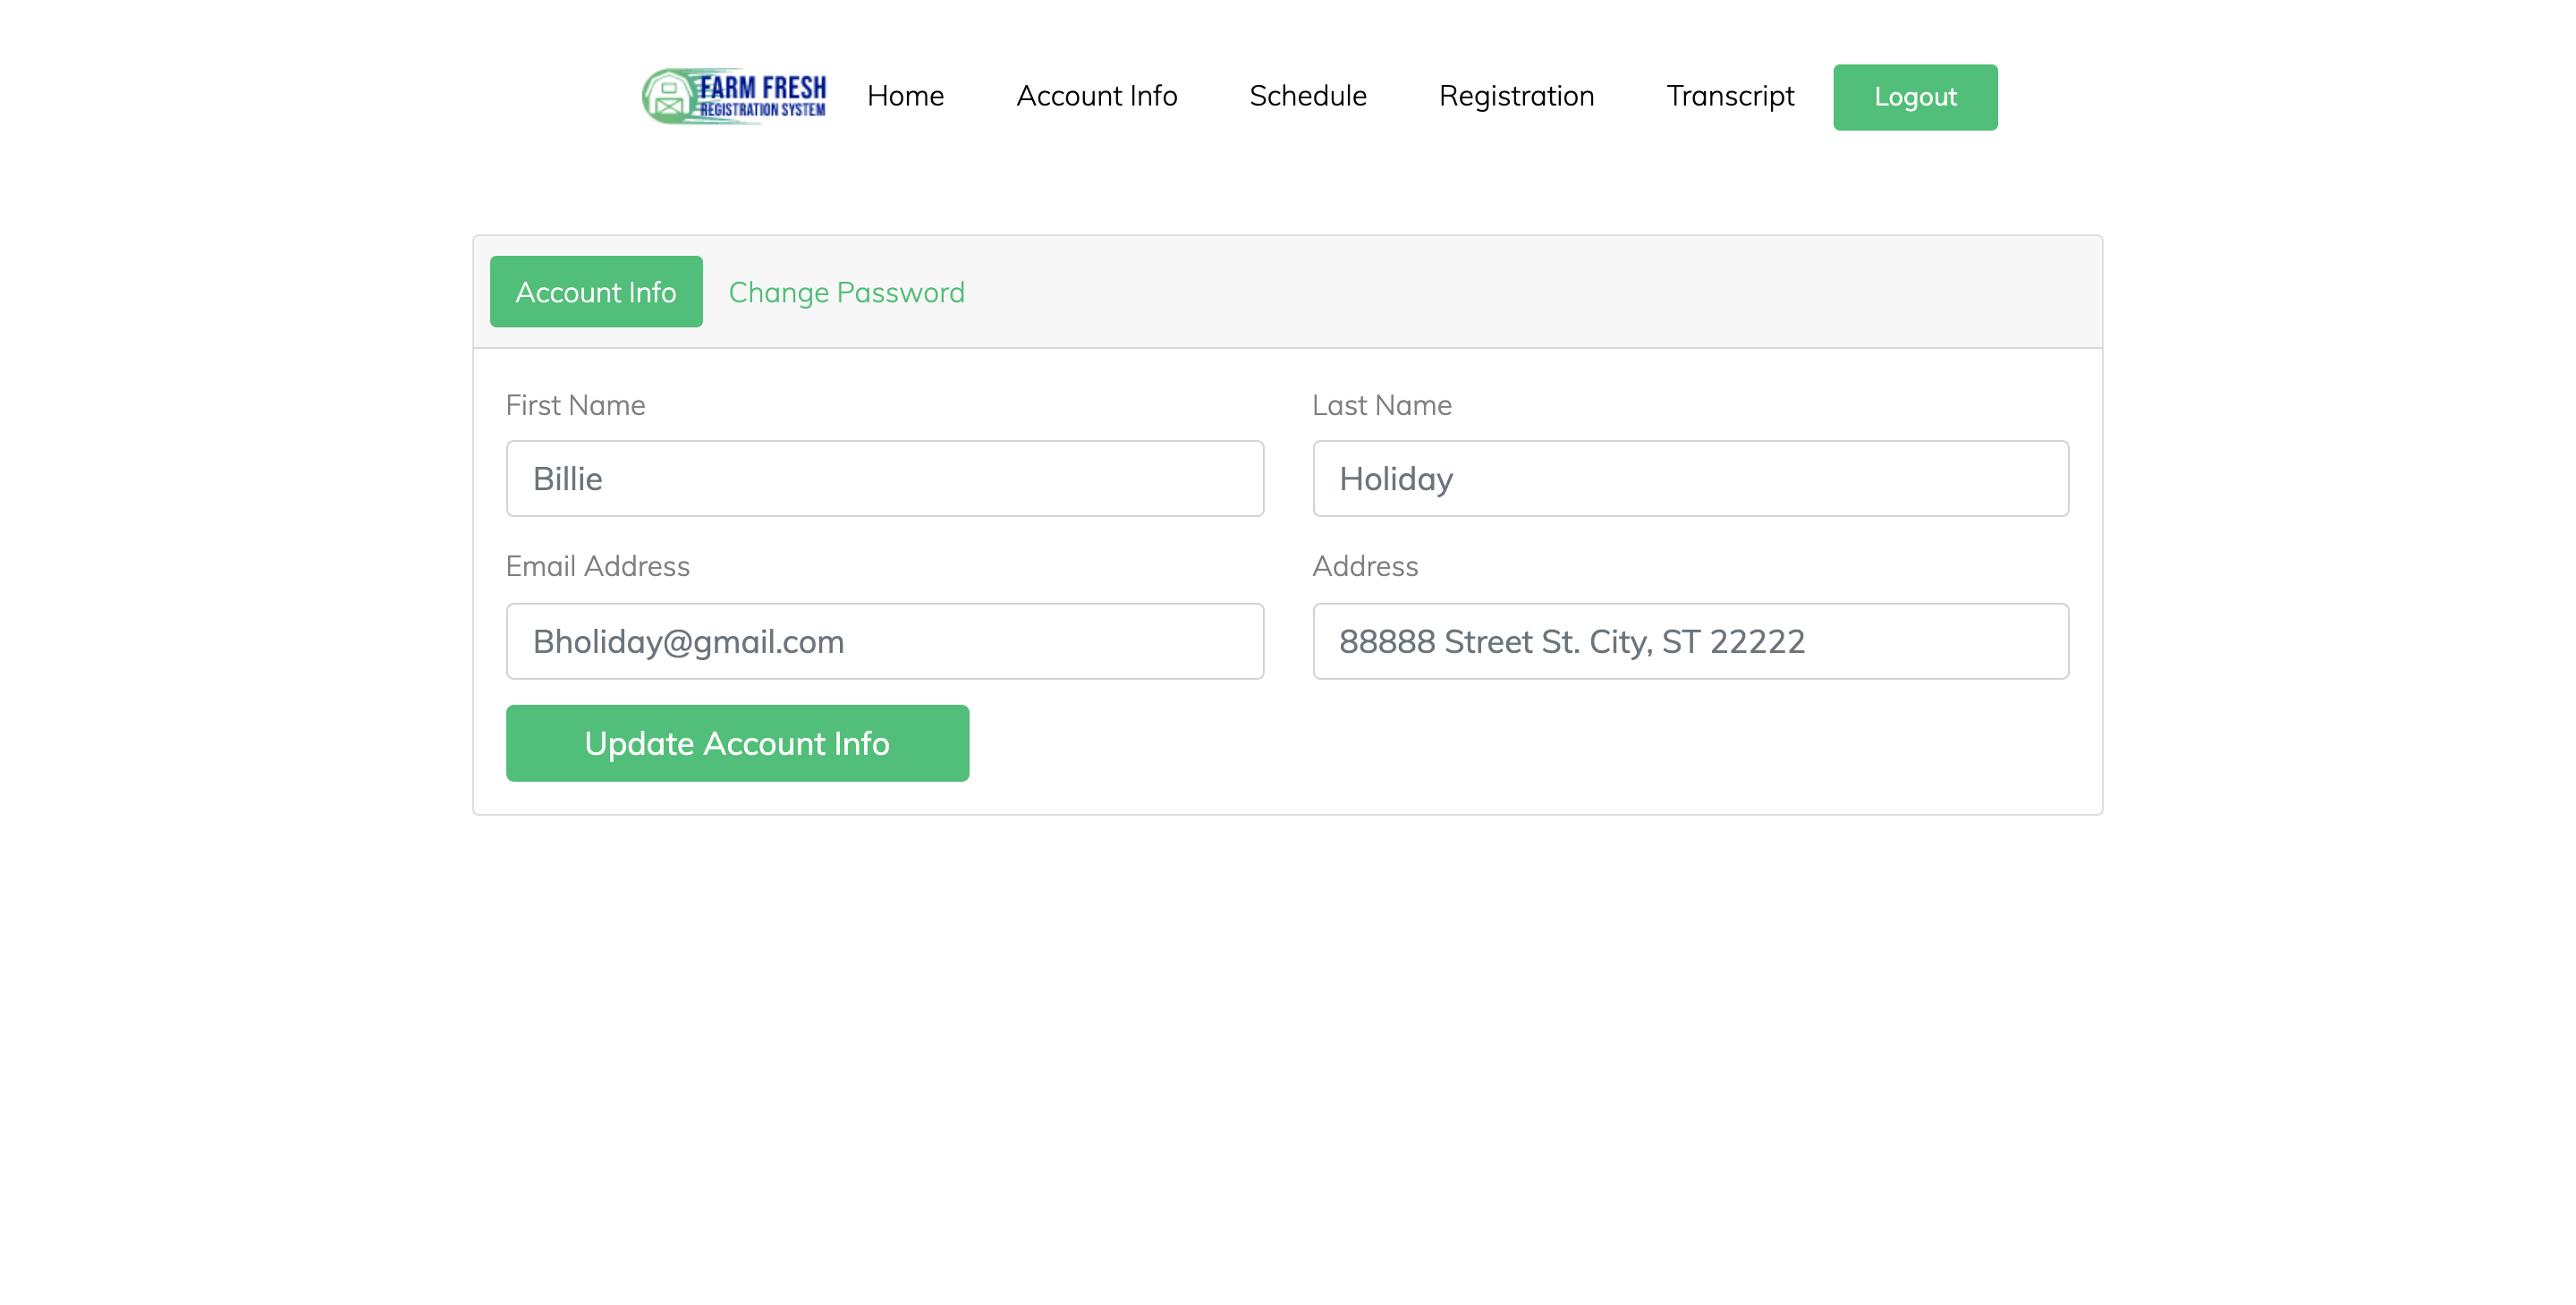 FARM FRESH
REGISTRATION SYSTEM
Home Account Info Schedule Registration Transcript Logout
Account Info Change Password
First Name Last Name
Billie Holiday
Email Address Address
Bholiday@gmail.com 88888 Street St. City, ST 22222
Update Account Info